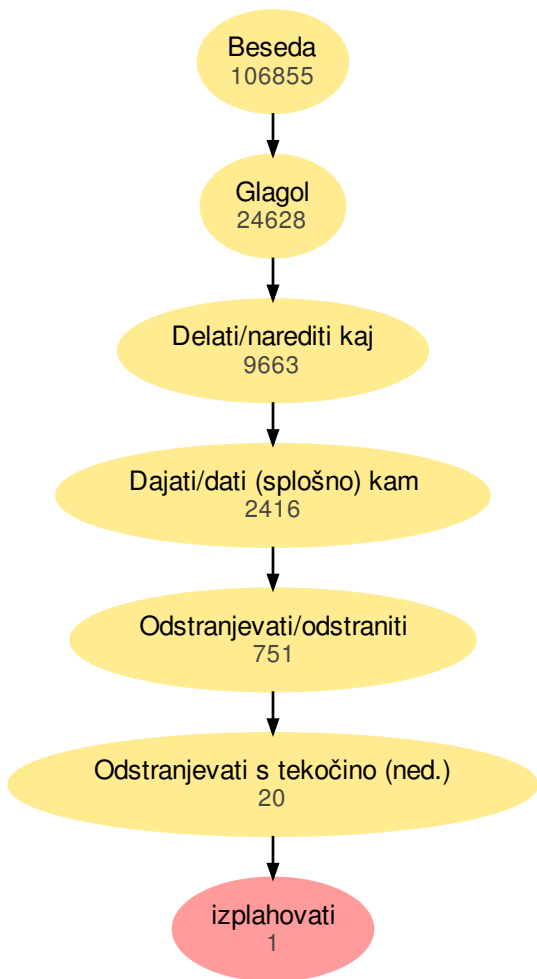 Beseda
106855
Glagol
24628
Delati/narediti kaj
9663
Dajati/dati (splošno) kam
2416
Odstranjevati/odstraniti
751
Odstranjevati s tekočino (ned.)
20
izplahovati
1